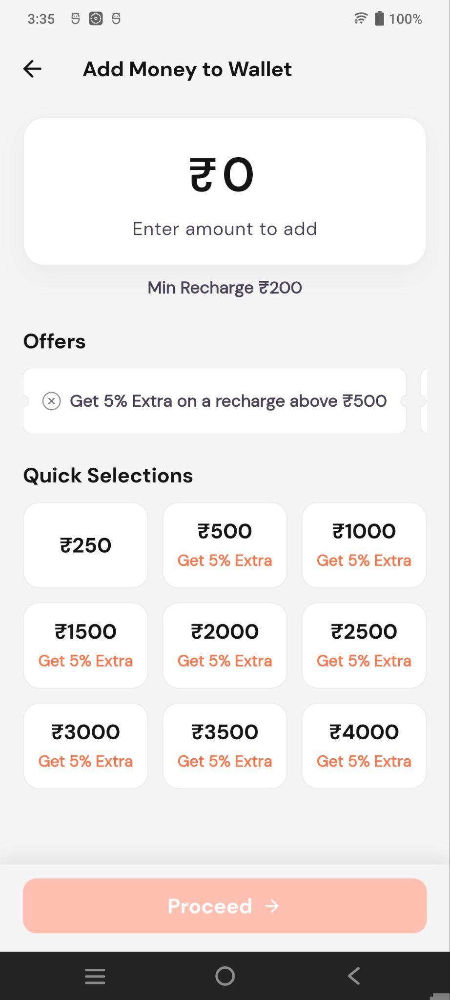 3:35
100%
Add Money to Wallet
₹0
Enter amount to add
Min Recharge ₹200
Offers
Get 5% Extra on a recharge above ₹500
Quick Selections
₹250
₹500
Get 5% Extra
₹1000
Get 5% Extra
₹1500
Get 5% Extra
₹2000
Get 5% Extra
₹2500
Get 5% Extra
₹3000
Get 5% Extra
₹3500
Get 5% Extra
₹4000
Get 5% Extra
Proceed →